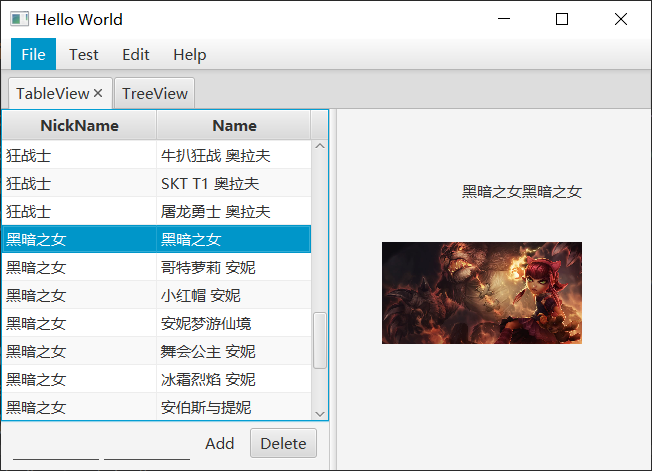 Hello World
File Test Edit Help
TableView TreeView
NickName Name
狂战士 牛扒狂战 奥拉夫
狂战士 SKT T1 奥拉夫
狂战士 屠龙勇士 奥拉夫
黑暗之女 黑暗之女
黑暗之女 哥特萝莉 安妮
黑暗之女 小红帽 安妮
黑暗之女 安妮梦游仙境
黑暗之女 舞会公主 安妮
黑暗之女 冰霜烈焰 安妮
黑暗之女 安伯斯与提妮
Add Delete
黑暗之女黑暗之女